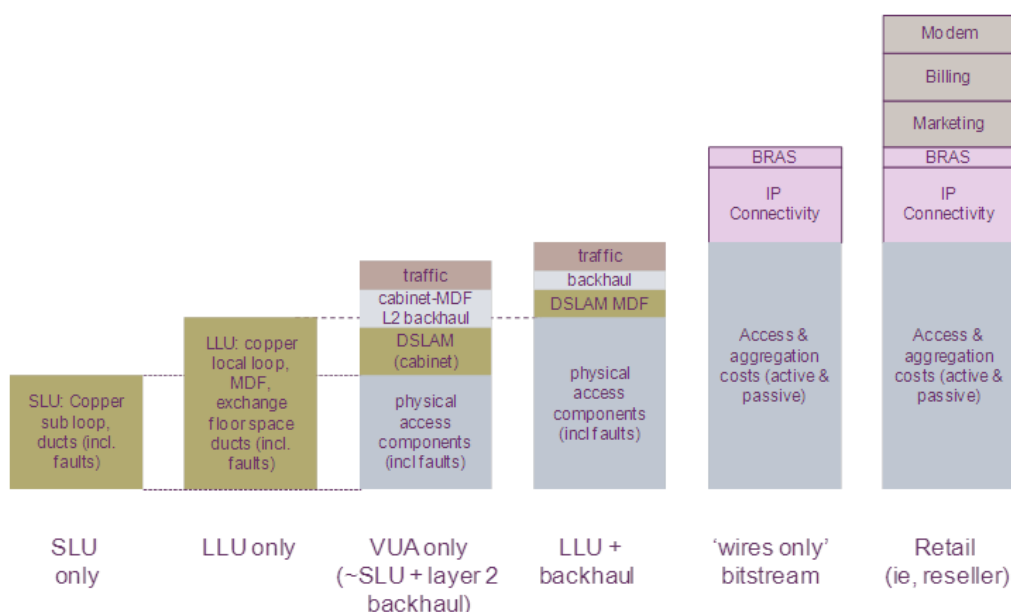 Modem
Billing
Marketing
BRAS
BRAS
IP
Connectivity
IP
Connectivity
traffic
cabinet-MDF
L2 backhaul
DSLAM
(cabinet)
physical
access
components
(incl faults)
traffic
backhaul
DSLAM MDF
physical
access
components
(incl faults)
LLU: copper
local loop,
MDF,
exchange
floor space
ducts (incl.
faults)
SLU: Copper
sub loop,
ducts (incl.
faults)
Access &
aggregation
costs (active &
passive)
Access &
aggregation
costs (active &
passive)
SLU
only
LLU only
VUA only
(~SLU + layer 2
backhaul)
LLU +
backhaul
‘wires only’
bitstream
Retail
(ie, reseller)